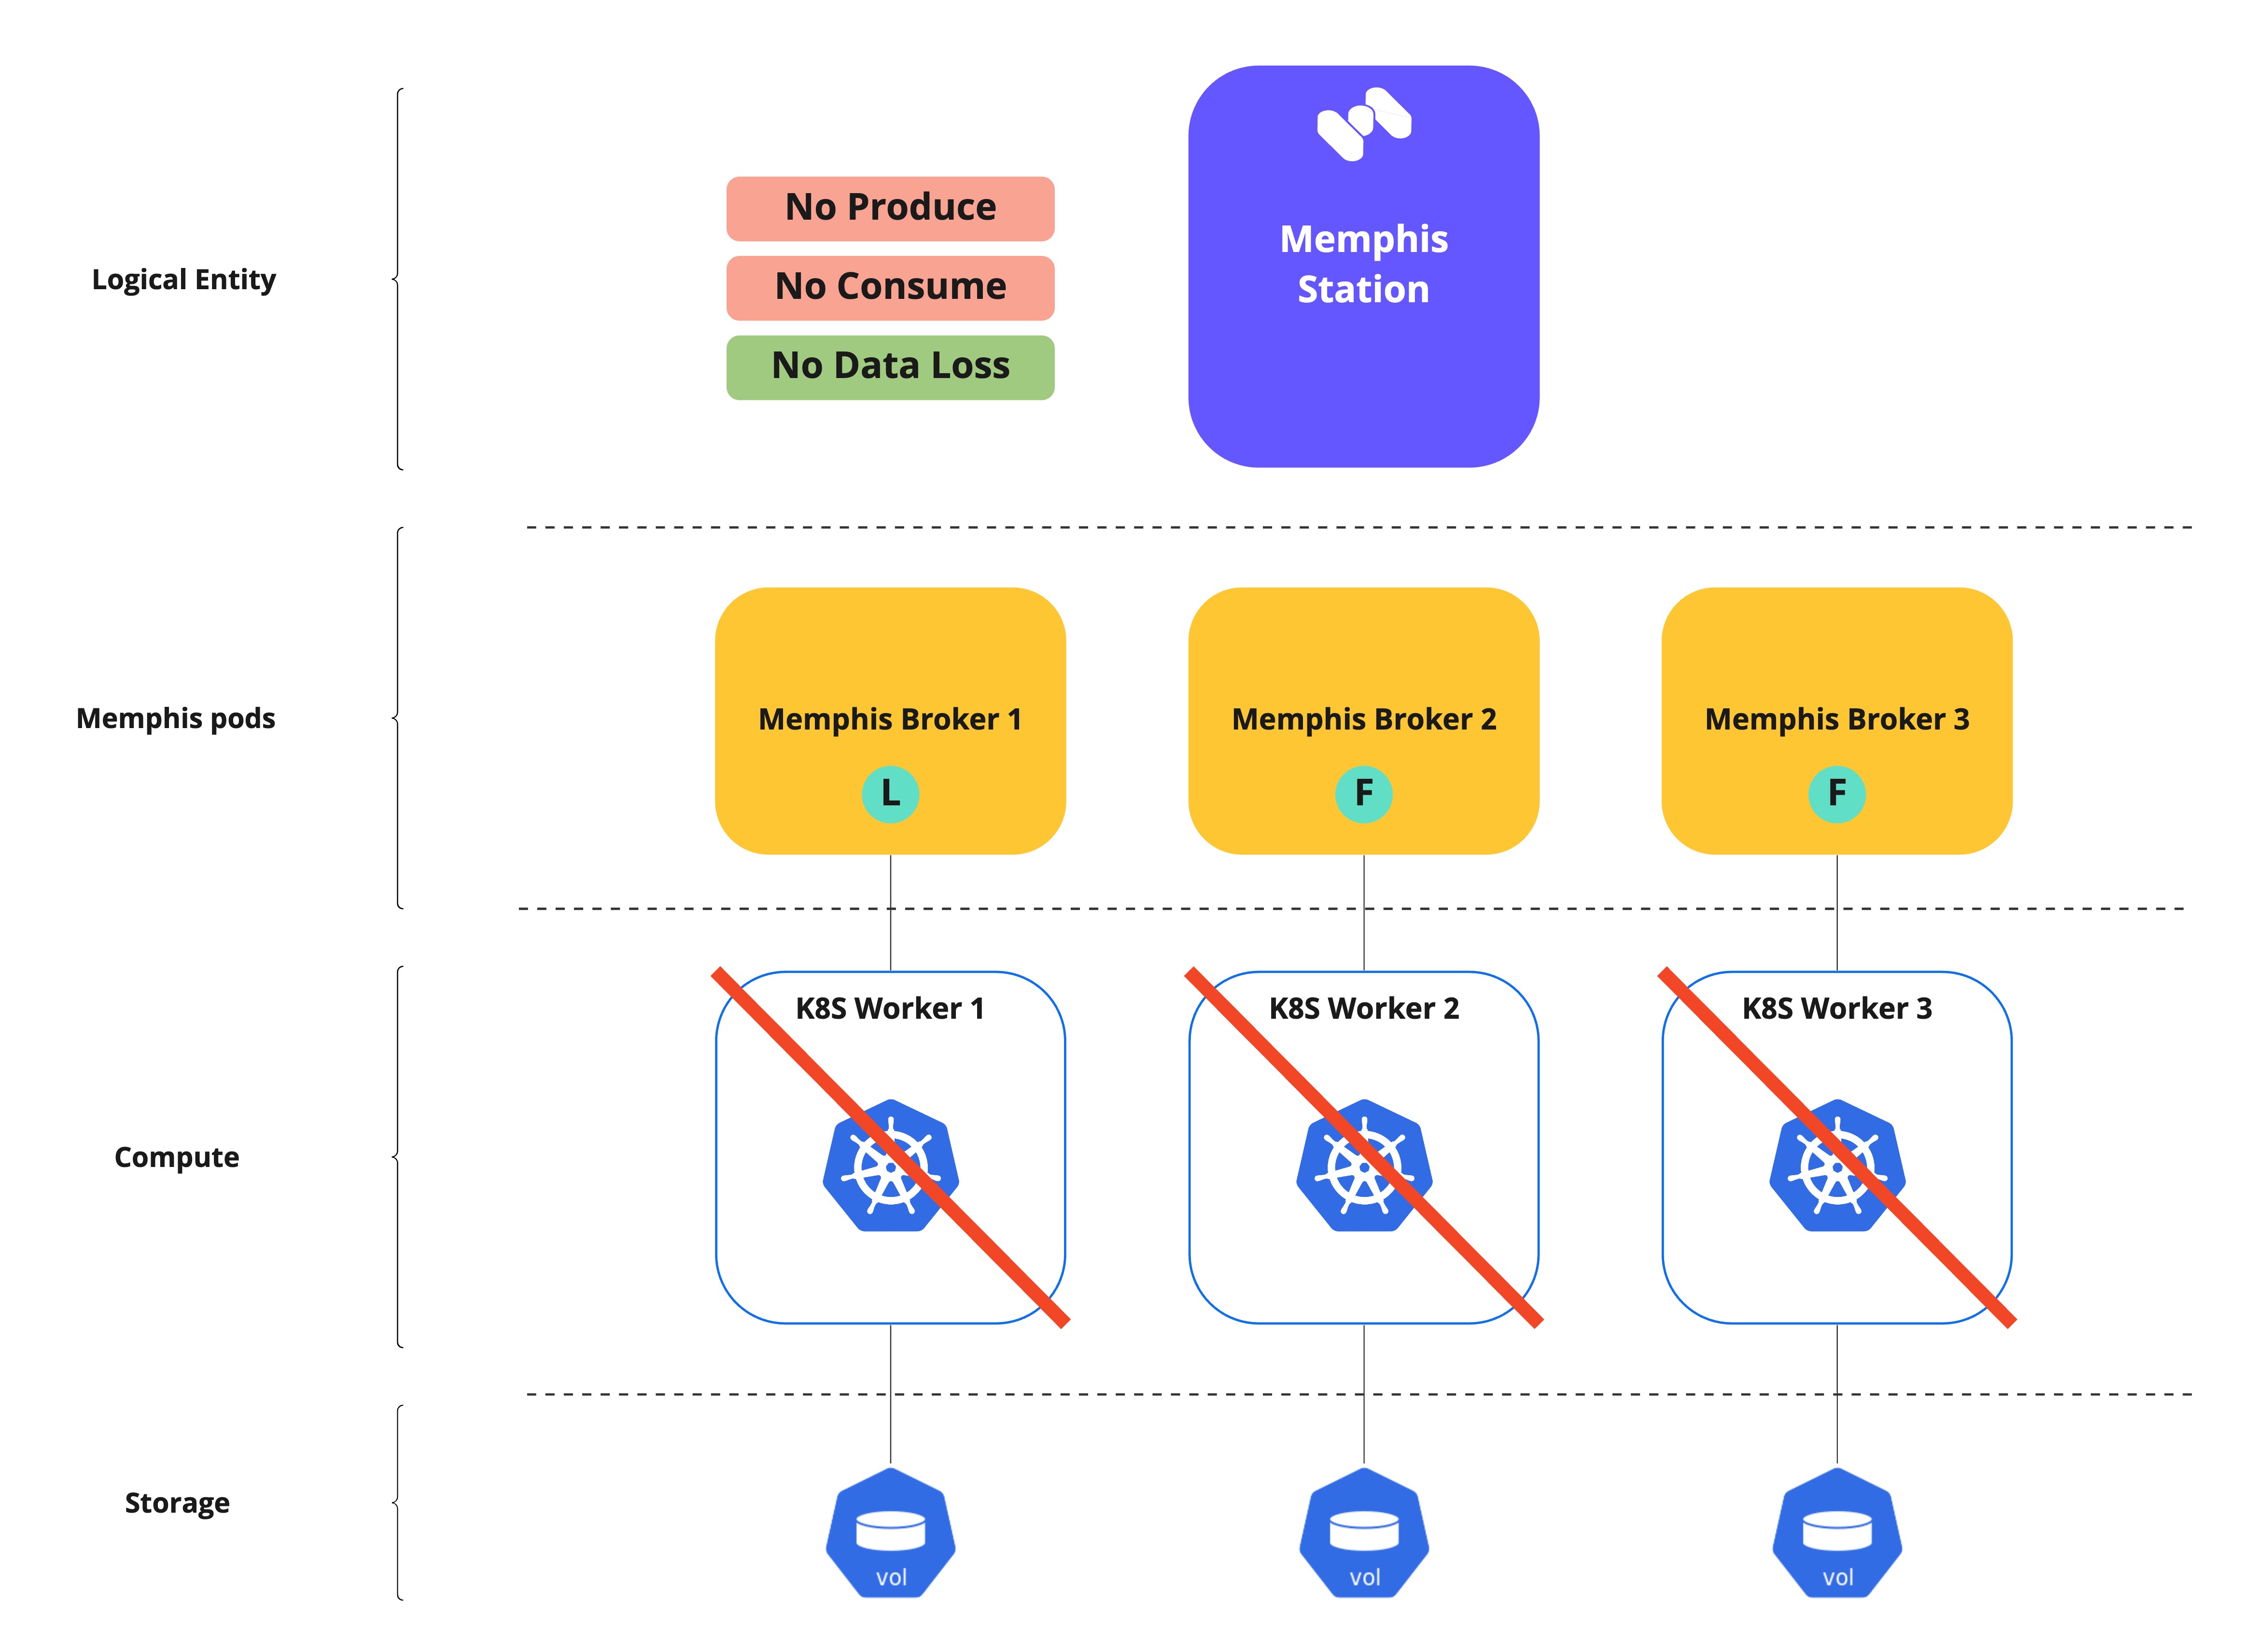 No Produce
No Consume
No Data Loss
Memphis
Station
Logical Entity
Memphis pods
Memphis Broker 1
Memphis Broker 2
Memphis Broker 3
L
F
F
Compute
K8S Worker 1
K8S Worker 2
K8S Worker 3
Storage
vol
vol
vol